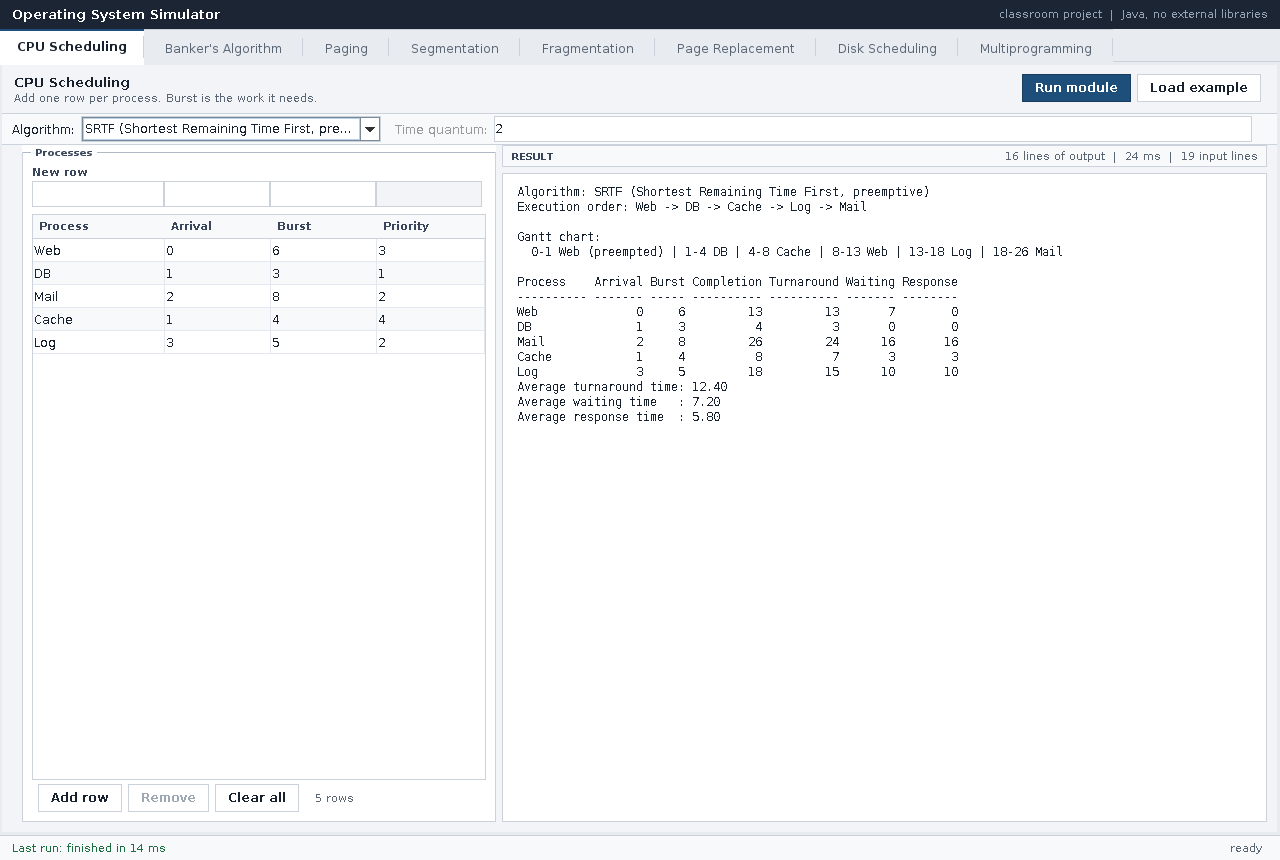 Operating System Simulator
classroom project | Java, no external libraries
CPU Scheduling Banker's Algorithm Paging Segmentation Fragmentation Page Replacement Disk Scheduling Multiprogramming
CPU Scheduling
Add one row per process. Burst is the work it needs.
Run module Load example
Algorithm: SRTF (Shortest Remaining Time First, pre... Time quantum: 2
Processes
New row
Process Arrival Burst Priority
Web 0 6 3
DB 1 3 1
Mail 2 8 2
Cache 1 4 4
Log 3 5 2
Add row Remove Clear all 5 rows
RESULT 16 lines of output | 24 ms | 19 input lines
Algorithm: SRTF (Shortest Remaining Time First, preemptive)
Execution order: Web -> DB -> Cache -> Log -> Mail
Gantt chart:
0-1 Web (preempted) | 1-4 DB | 4-8 Cache | 8-13 Web | 13-18 Log | 18-26 Mail
Process Arrival Burst Completion Turnaround Waiting Response
---------- ------- ----- ---------- ---------- ------- --------
Web 0 6 13 13 7 0
DB 1 3 4 3 0 0
Mail 2 8 26 24 16 16
Cache 1 4 8 7 3 3
Log 3 5 18 15 10 10
Average turnaround time: 12.40
Average waiting time : 7.20
Average response time : 5.80
Last run: finished in 14 ms
ready